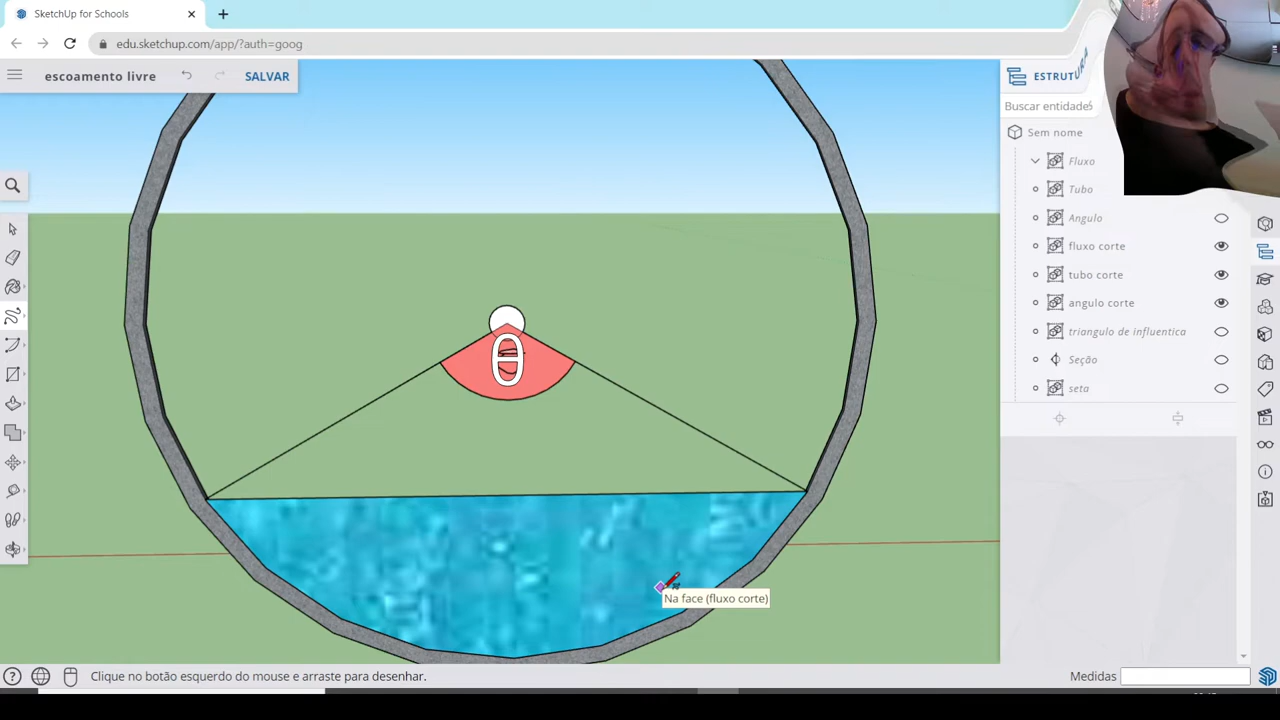 SketchUp for Schools
edu.sketchup.com/app/?auth=goog
escoamento livre
SALVAR
ESTRUTURA
Buscar entidades
Sem nome
Fluxo
Tubo
Angulo
fluxo corte
tubo corte
angulo corte
triangulo de influentica
Seção
seta
θ
Na face (fluxo corte)
Clique no botão esquerdo do mouse e arraste para desenhar.
Medidas